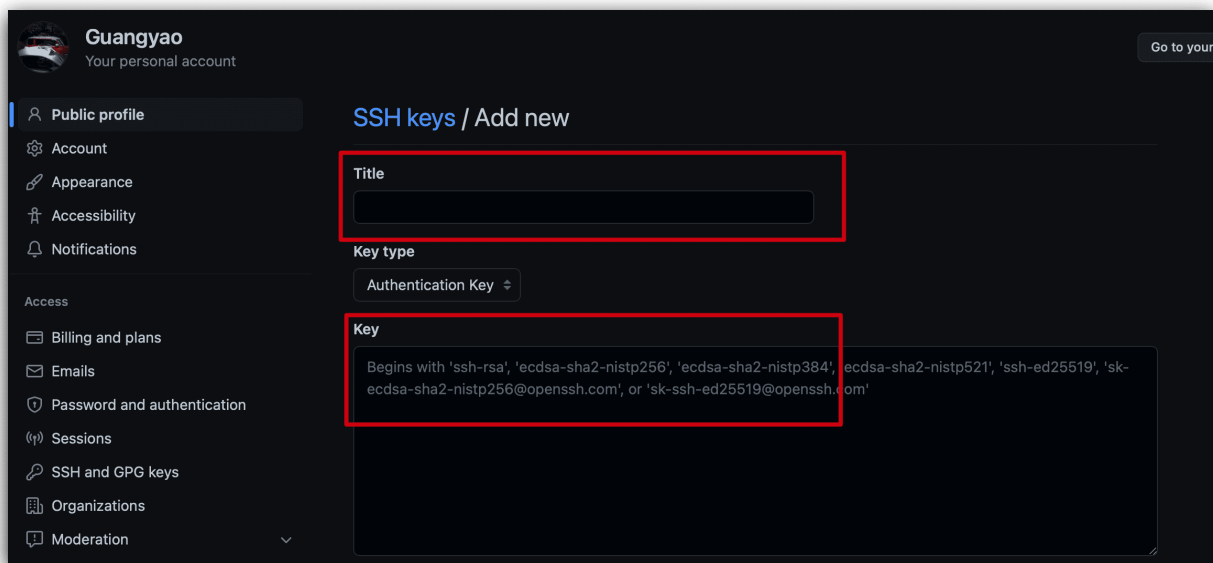 Guangyao
Your personal account
Go to your
Public profile
Account
Appearance
Accessibility
Notifications
Access
Billing and plans
Emails
Password and authentication
Sessions
SSH and GPG keys
Organizations
Moderation
SSH keys / Add new
Title
Key type
Authentication Key
Key
Begins with 'ssh-rsa', 'ecdsa-sha2-nistp256', 'ecdsa-sha2-nistp384', 'ecdsa-sha2-nistp521', 'ssh-ed25519', 'sk-
ecdsa-sha2-nistp256@openssh.com', or 'sk-ssh-ed25519@openssh.com'